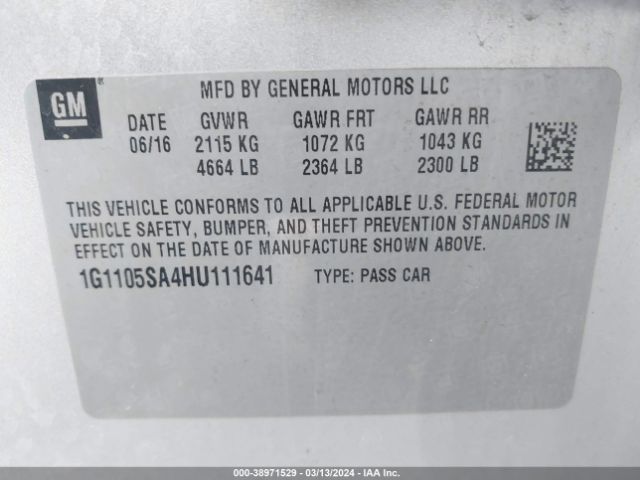 GM
MFD BY GENERAL MOTORS LLC
DATE GVWR GAWR FRT GAWR RR
06/16 2115 KG 1072 KG 1043 KG
4664 LB 2364 LB 2300 LB
THIS VEHICLE CONFORMS TO ALL APPLICABLE U.S. FEDERAL MOTOR
VEHICLE SAFETY, BUMPER, AND THEFT PREVENTION STANDARDS IN
EFFECT ON THE DATE OF MANUFACTURE SHOWN ABOVE.
1G1105SA4HU111641 TYPE: PASS CAR
000-38971529 - 03/13/2024 - IAA Inc.